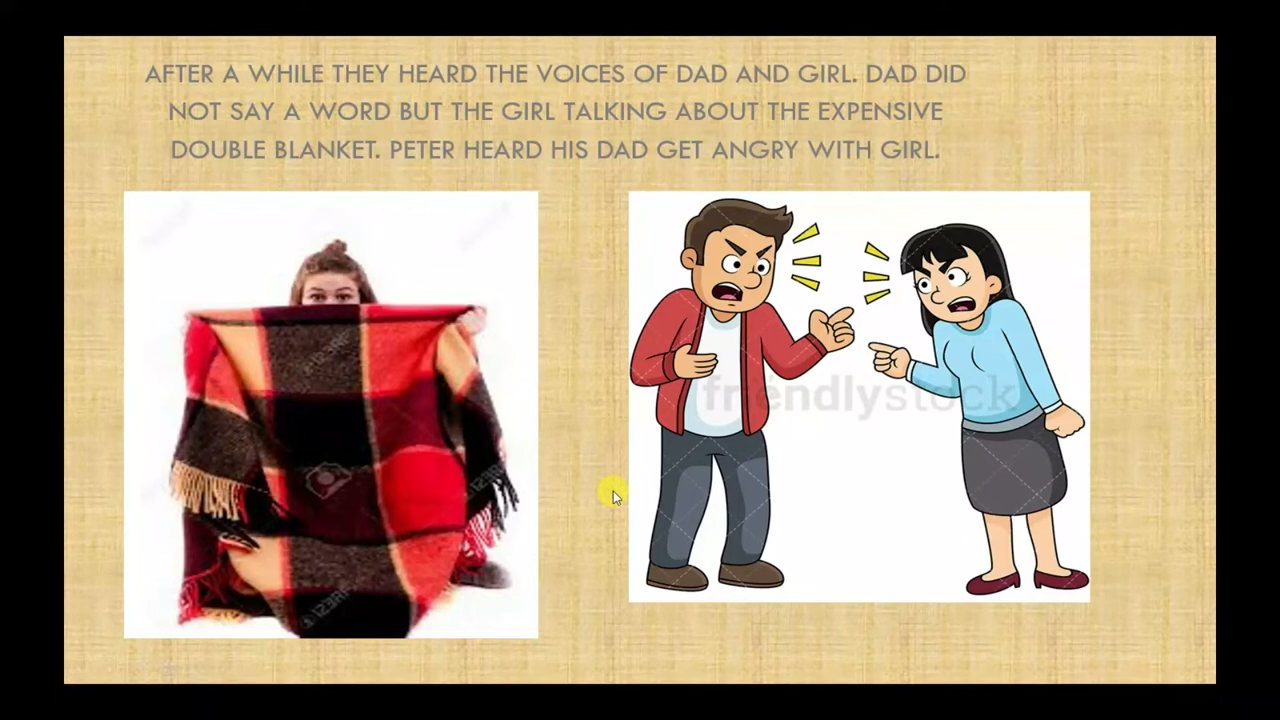 AFTER A WHILE THEY HEARD THE VOICES OF DAD AND GIRL. DAD DID
NOT SAY A WORD BUT THE GIRL TALKING ABOUT THE EXPENSIVE
DOUBLE BLANKET. PETER HEARD HIS DAD GET ANGRY WITH GIRL.
friendlystock